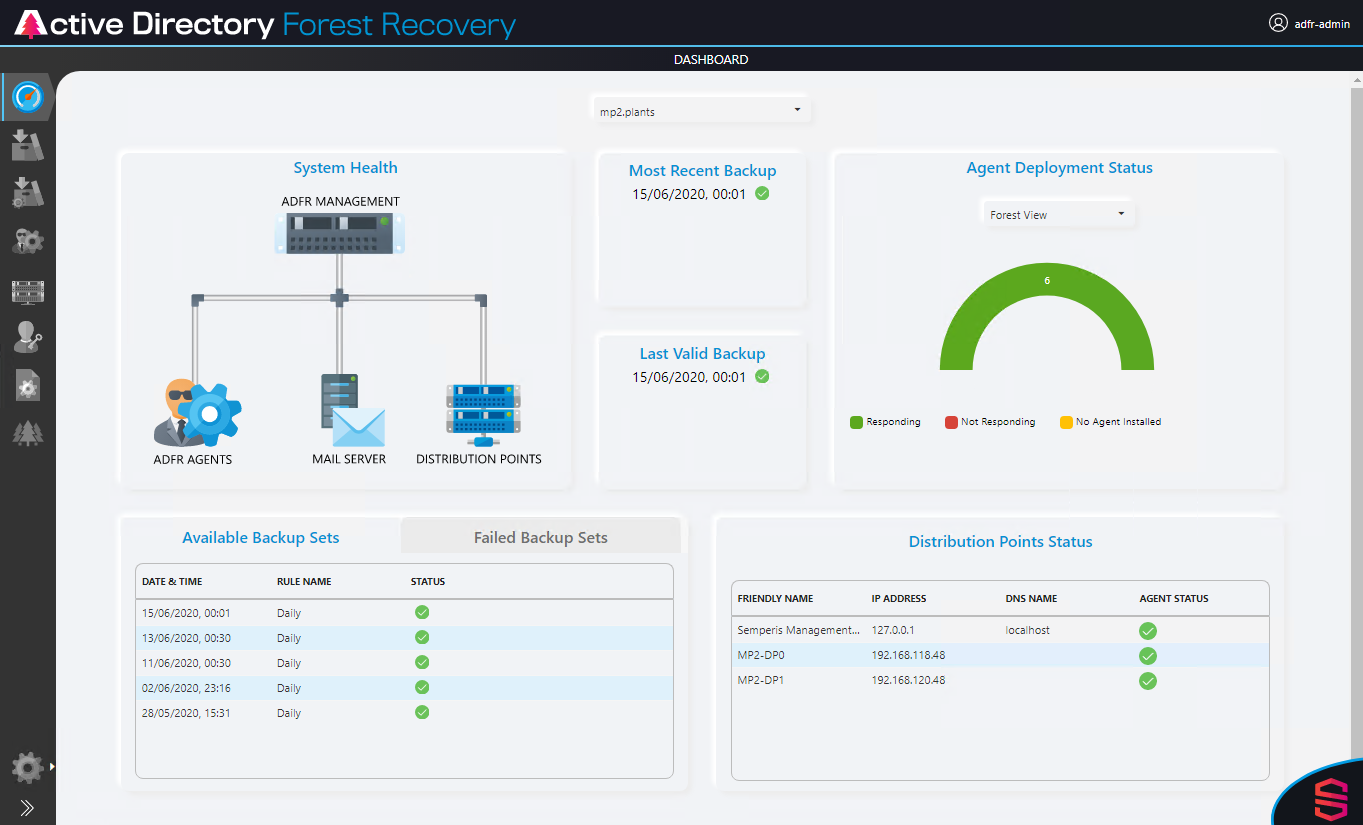 Active Directory Forest Recovery
adfr-admin
DASHBOARD
mp2.plants
System Health
ADFR MANAGEMENT
ADFR AGENTS
MAIL SERVER
DISTRIBUTION POINTS
Most Recent Backup
15/06/2020, 00:01
Last Valid Backup
15/06/2020, 00:01
Agent Deployment Status
Forest View
6
Responding Not Responding No Agent Installed
Available Backup Sets Failed Backup Sets
DATE & TIME RULE NAME STATUS
15/06/2020, 00:01 Daily
13/06/2020, 00:30 Daily
11/06/2020, 00:30 Daily
02/06/2020, 23:16 Daily
28/05/2020, 15:31 Daily
Distribution Points Status
FRIENDLY NAME IP ADDRESS DNS NAME AGENT STATUS
Semperis Management... 127.0.0.1 localhost
MP2-DP0 192.168.118.48
MP2-DP1 192.168.120.48